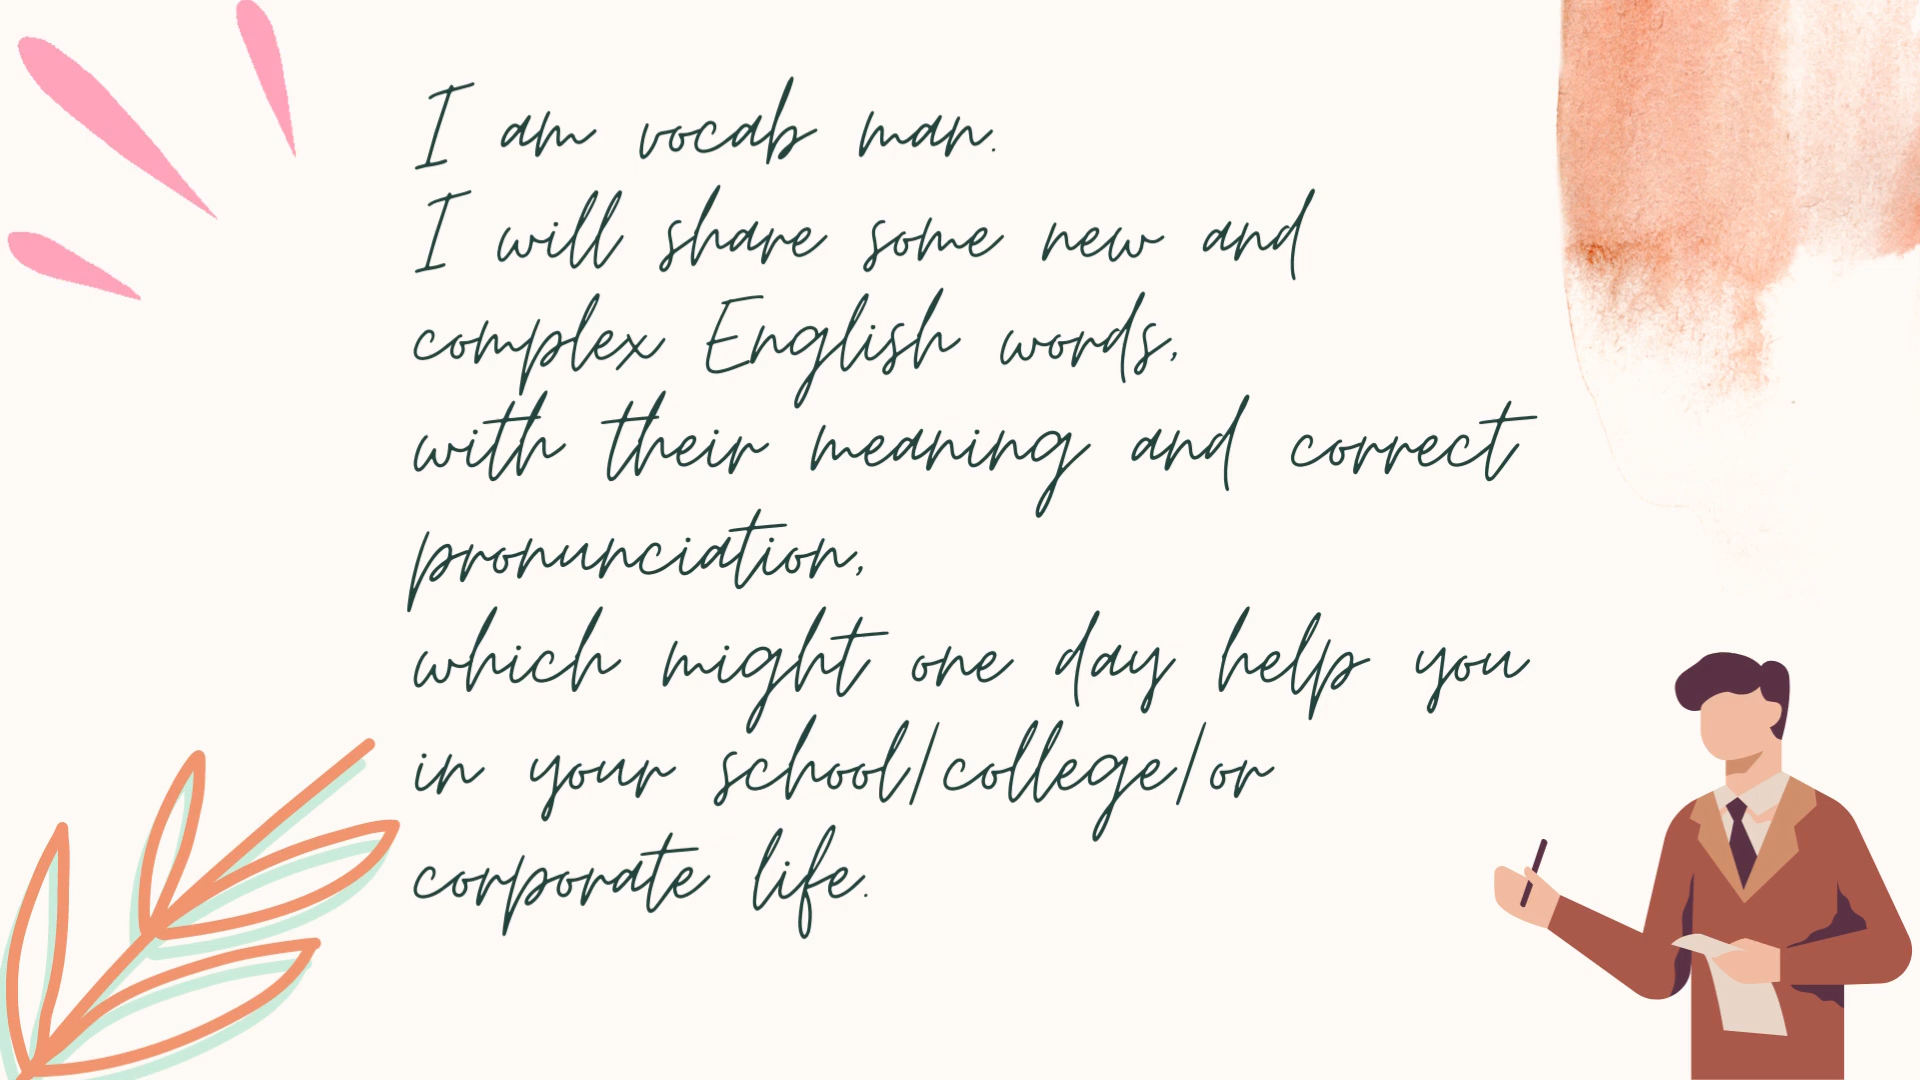 I am vocab man.
I will share some new and
complex English words,
with their meaning and correct
pronunciation,
which might one day help you
in your school/college/or
corporate life.